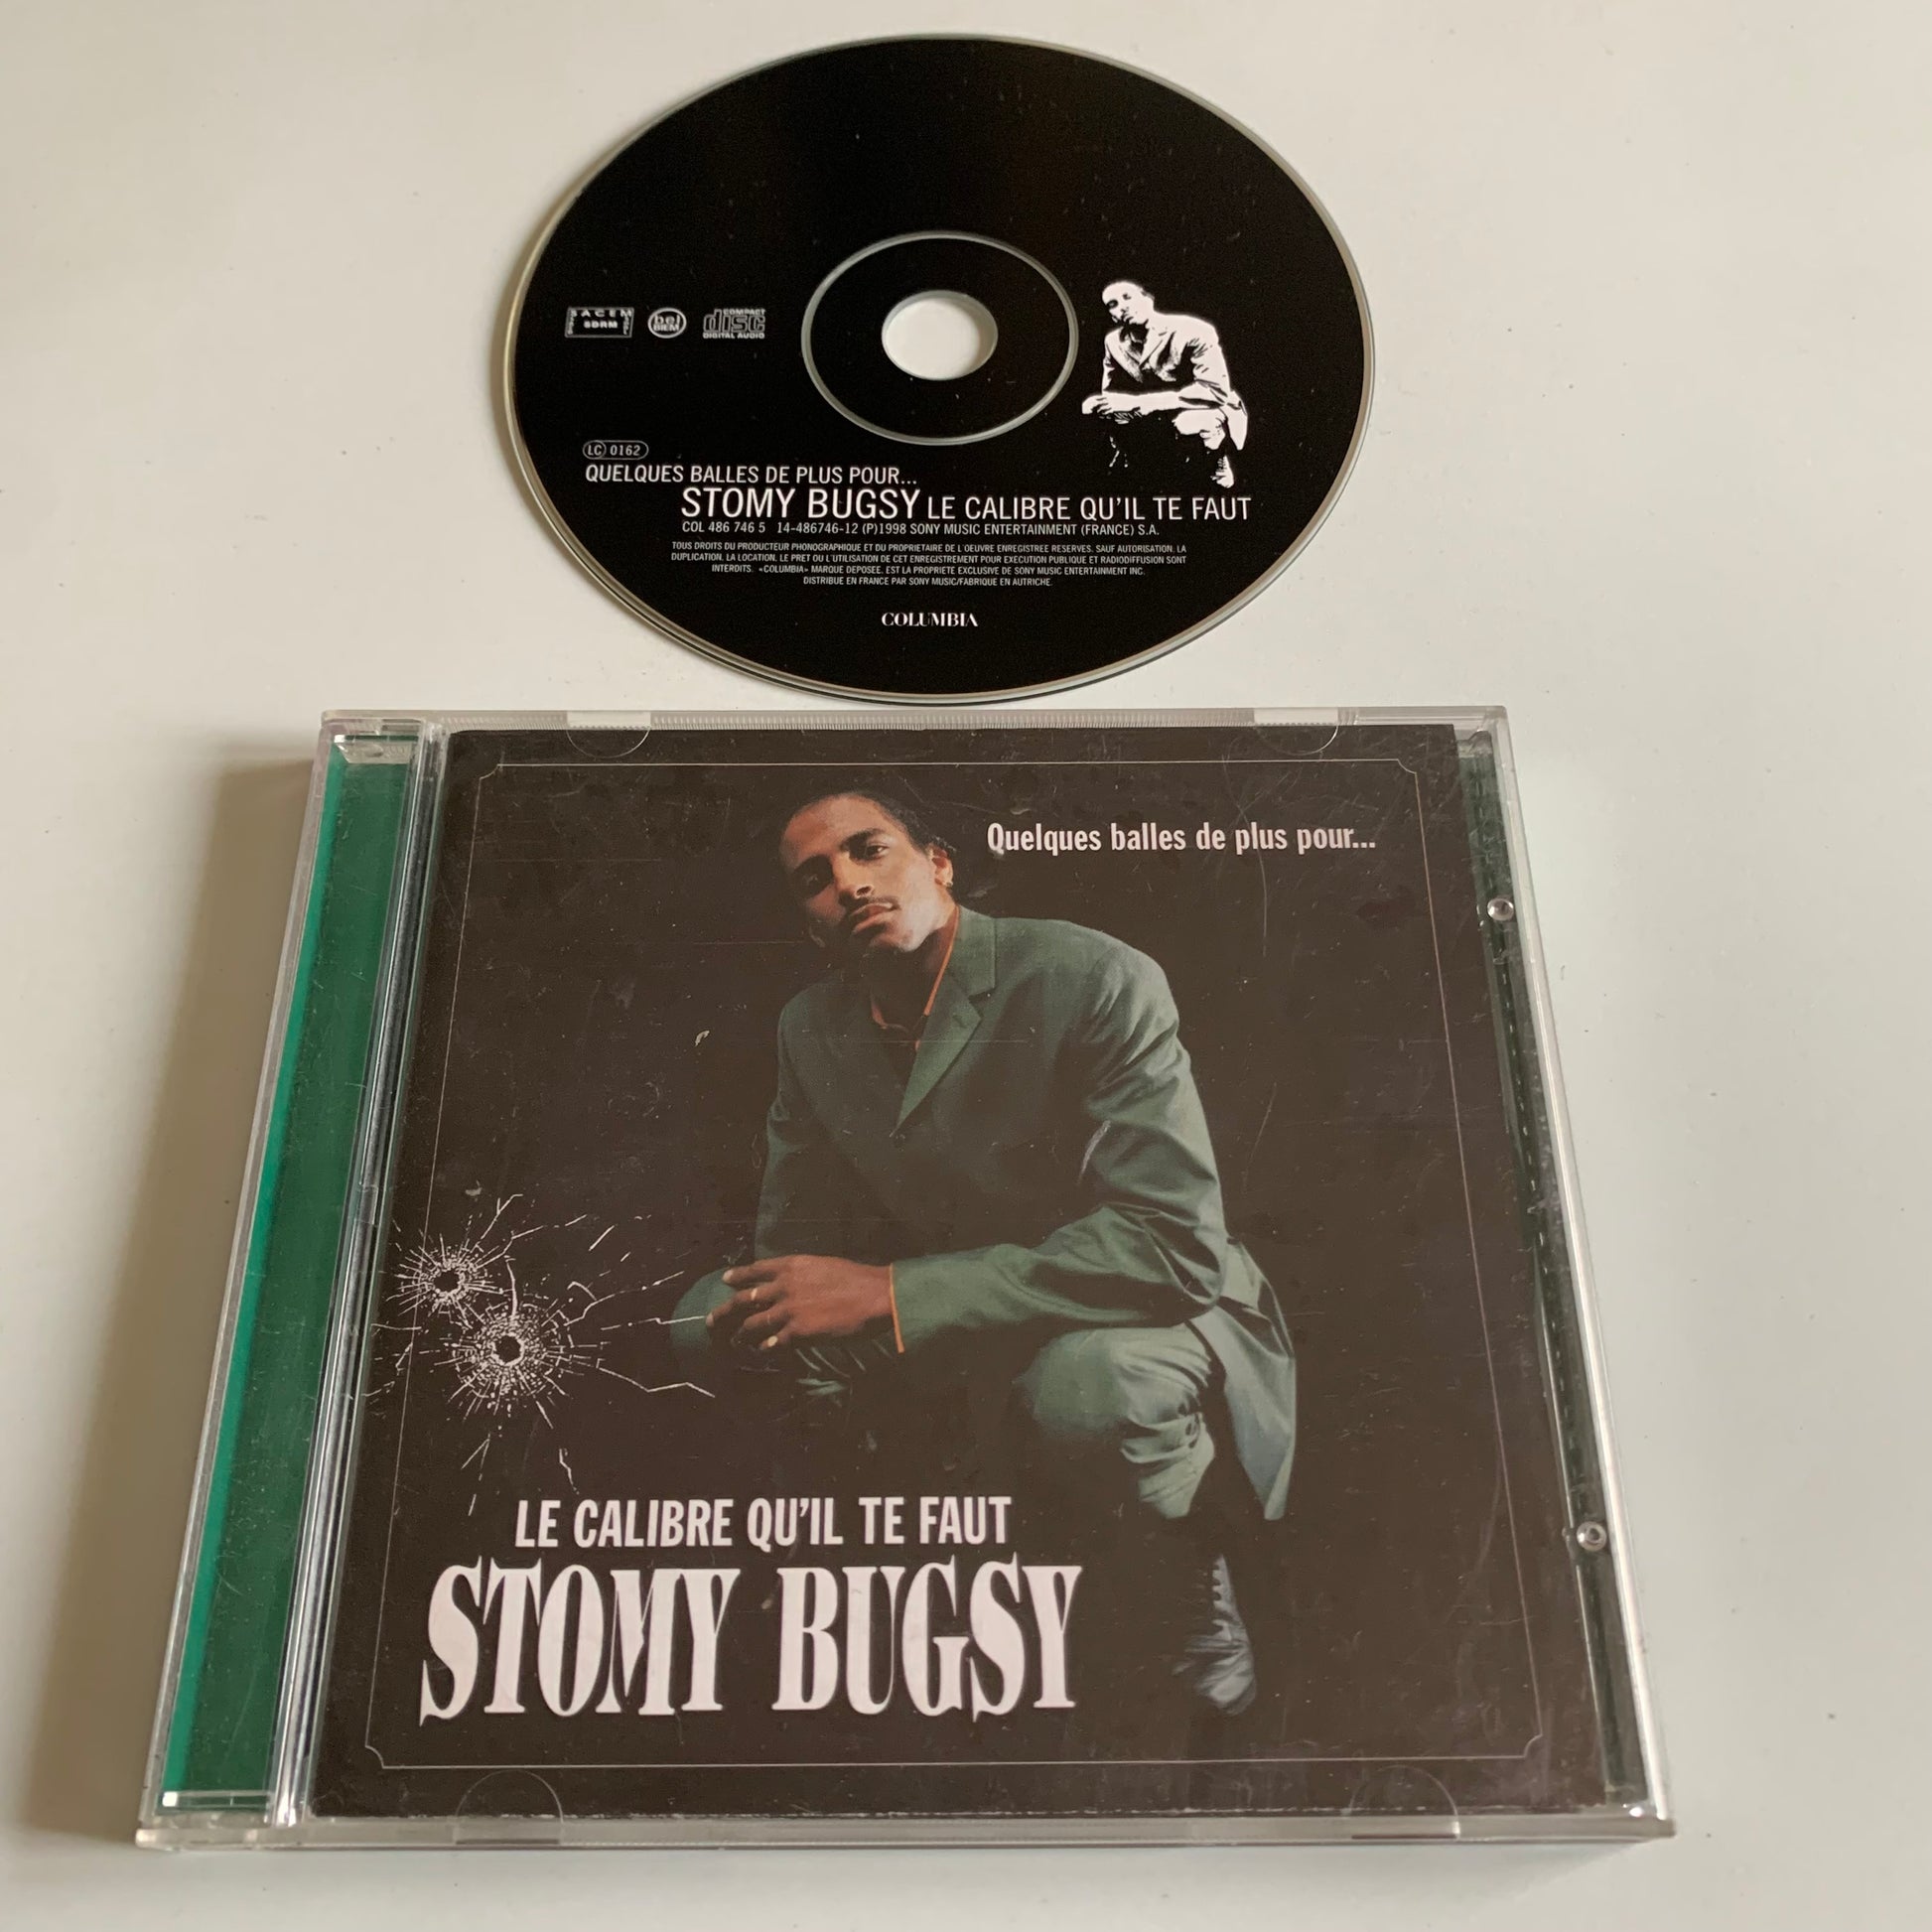 SACEM
SDRM
bel
BIEM
COMPACT
disc
DIGITAL AUDIO
LC 0162
QUELQUES BALLES DE PLUS POUR...
STOMY BUGSY LE CALIBRE QU'IL TE FAUT
COL 486 746 5 14-486746-12 (P)1998 SONY MUSIC ENTERTAINMENT (FRANCE) S.A.
TOUS DROITS DU PRODUCTEUR PHONOGRAPHIQUE ET DU PROPRIETAIRE DE L'OEUVRE ENREGISTREE RESERVES. SAUF AUTORISATION. LA
DUPLICATION. LA LOCATION. LE PRET OU L'UTILISATION DE CET ENREGISTREMENT POUR EXECUTION PUBLIQUE ET RADIODIFFUSION SONT
INTERDITS. «COLUMBIA» MARQUE DEPOSEE. EST LA PROPRIETE EXCLUSIVE DE SONY MUSIC ENTERTAINMENT INC.
DISTRIBUE EN FRANCE PAR SONY MUSIC/FABRIQUE EN AUTRICHE.
COLUMBIA
Quelques balles de plus pour...
LE CALIBRE QU'IL TE FAUT
STOMY BUGSY